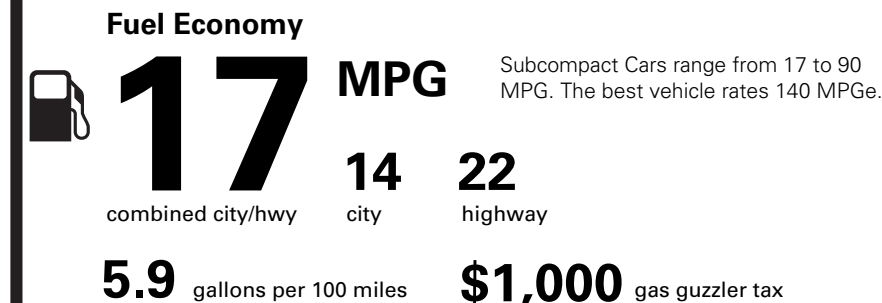 Fuel Economy
17 MPG
Subcompact Cars range from 17 to 90
MPG. The best vehicle rates 140 MPGe.
14 22
combined city/hwy city highway
5.9 gallons per 100 miles $1,000 gas guzzler tax